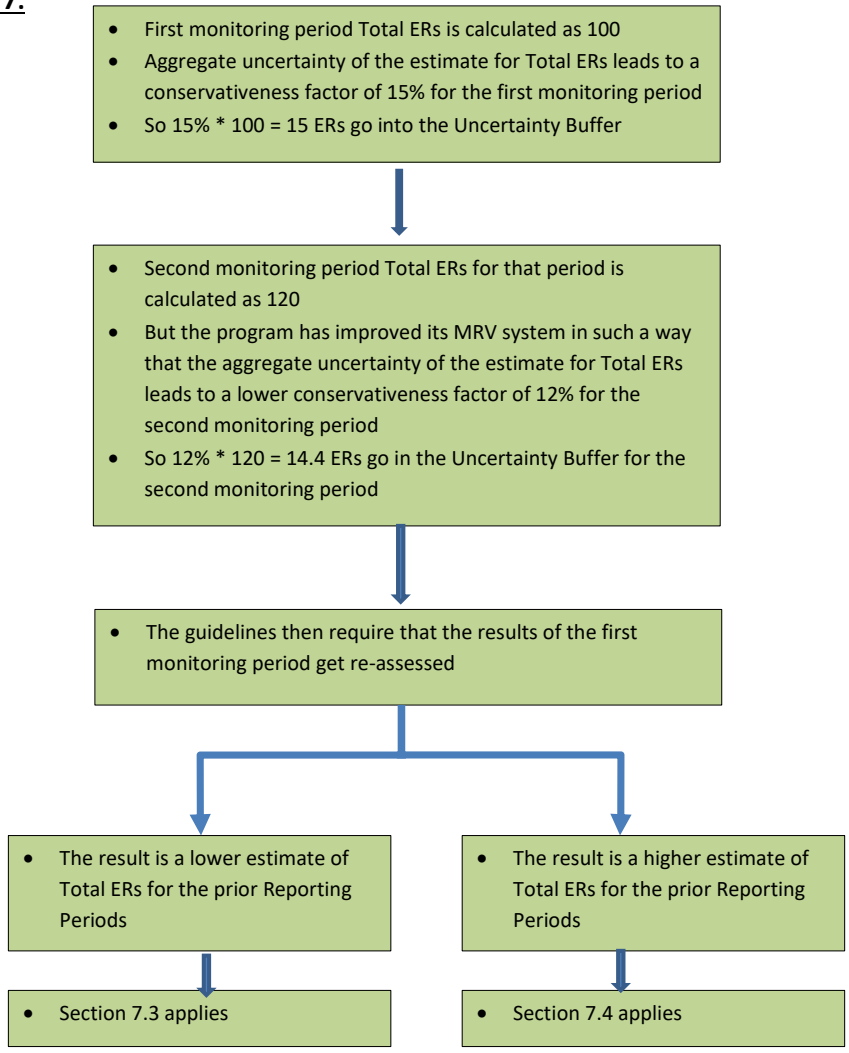 7.
• First monitoring period Total ERs is calculated as 100
• Aggregate uncertainty of the estimate for Total ERs leads to a
conservativeness factor of 15% for the first monitoring period
• So 15% * 100 = 15 ERs go into the Uncertainty Buffer
• Second monitoring period Total ERs for that period is
calculated as 120
• But the program has improved its MRV system in such a way
that the aggregate uncertainty of the estimate for Total ERs
leads to a lower conservativeness factor of 12% for the
second monitoring period
• So 12% * 120 = 14.4 ERs go in the Uncertainty Buffer for the
second monitoring period
• The guidelines then require that the results of the first
monitoring period get re-assessed
• The result is a lower estimate of
Total ERs for the prior Reporting
Periods
• The result is a higher estimate of
Total ERs for the prior Reporting
Periods
• Section 7.3 applies
• Section 7.4 applies